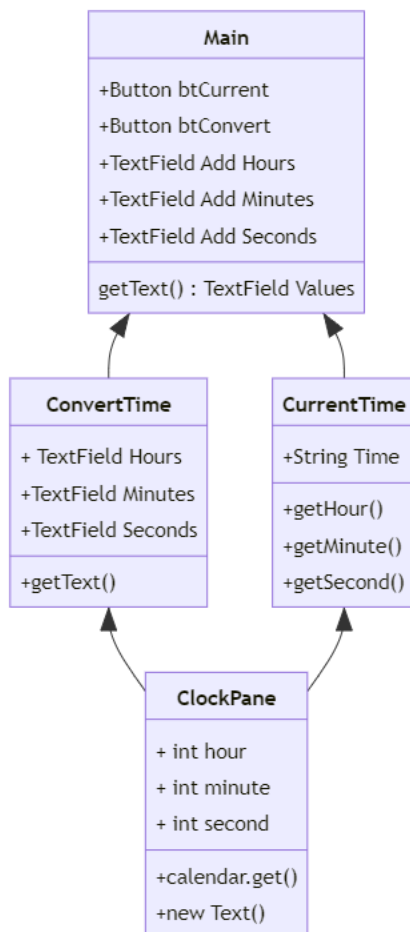 Main
+Button btCurrent
+Button btConvert
+TextField Add Hours
+TextField Add Minutes
+TextField Add Seconds
getText() : TextField Values
ConvertTime
+ TextField Hours
+TextField Minutes
+TextField Seconds
+getText()
CurrentTime
+String Time
+getHour()
+getMinute()
+getSecond()
ClockPane
+ int hour
+ int minute
+ int second
+calendar.get()
+new Text()